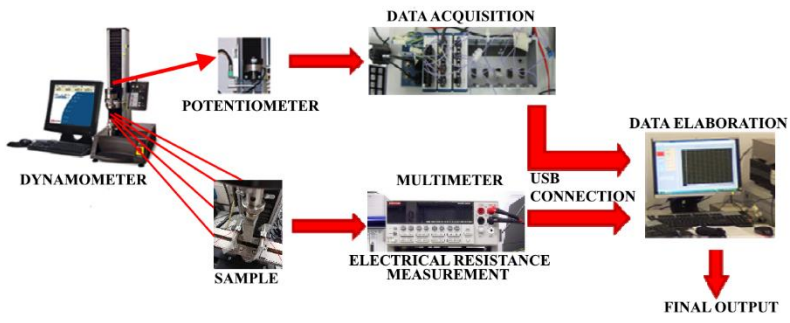 DATA ACQUISITION
POTENTIOMETER
DATA ELABORATION
DYNAMOMETER
MULTIMETER
USB
CONNECTION
SAMPLE
ELECTRICAL RESISTANCE
MEASUREMENT
FINAL OUTPUT